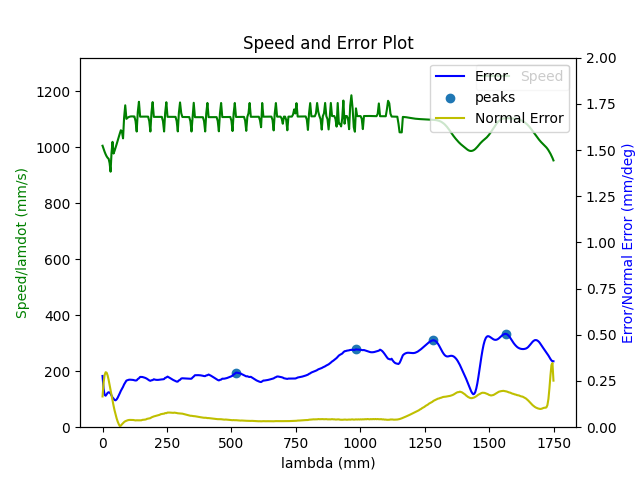 Speed and Error Plot
Error
Speed
peaks
Normal Error
Speed/lamdot (mm/s)
1200
1000
800
600
400
200
0
2.00
1.75
1.50
1.25
1.00
0.75
0.50
0.25
0.00
Error/Normal Error (mm/deg)
0 250 500 750 1000 1250 1500 1750
lambda (mm)